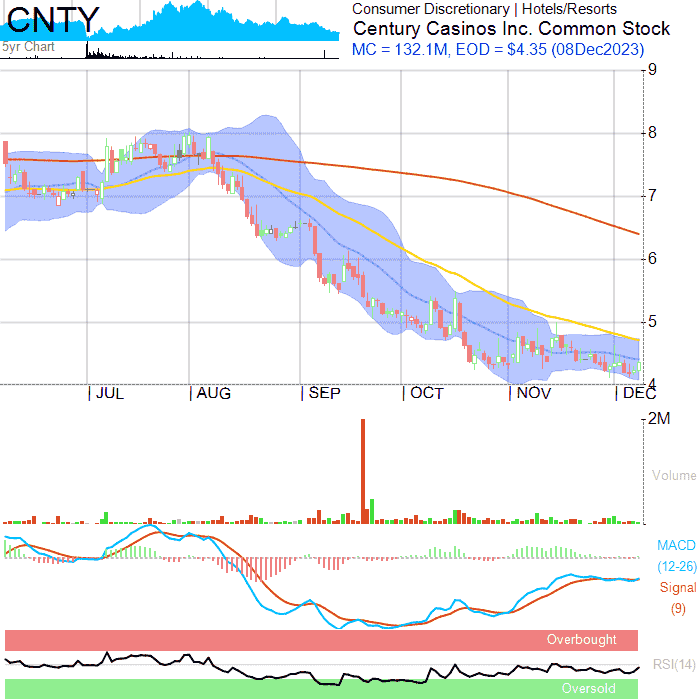 CNTY
5yr Chart
Consumer Discretionary | Hotels/Resorts
Century Casinos Inc. Common Stock
MC = 132.1M, EOD = $4.35 (08Dec2023)
9
8
7
6
5
4
JUL AUG SEP OCT NOV DEC
2M
Volume
MACD
(12-26)
Signal
(9)
Overbought
RSI(14)
Oversold